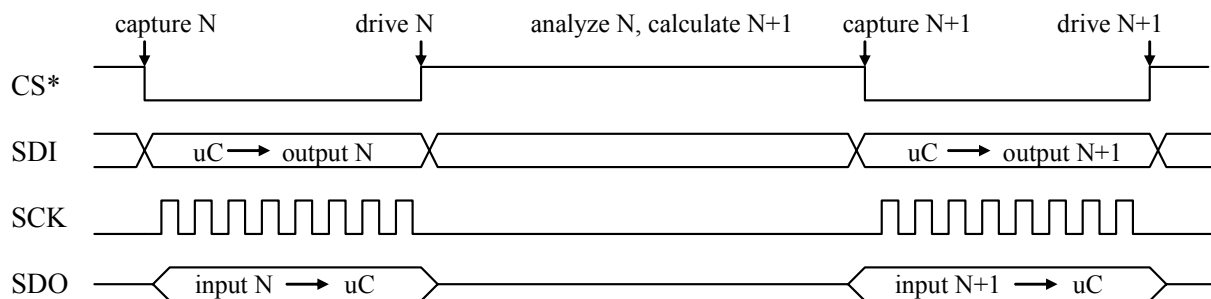 capture N drive N analyze N, calculate N+1 capture N+1 drive N+1
CS*
SDI uC → output N uC → output N+1
SCK
SDO input N → uC input N+1 → uC